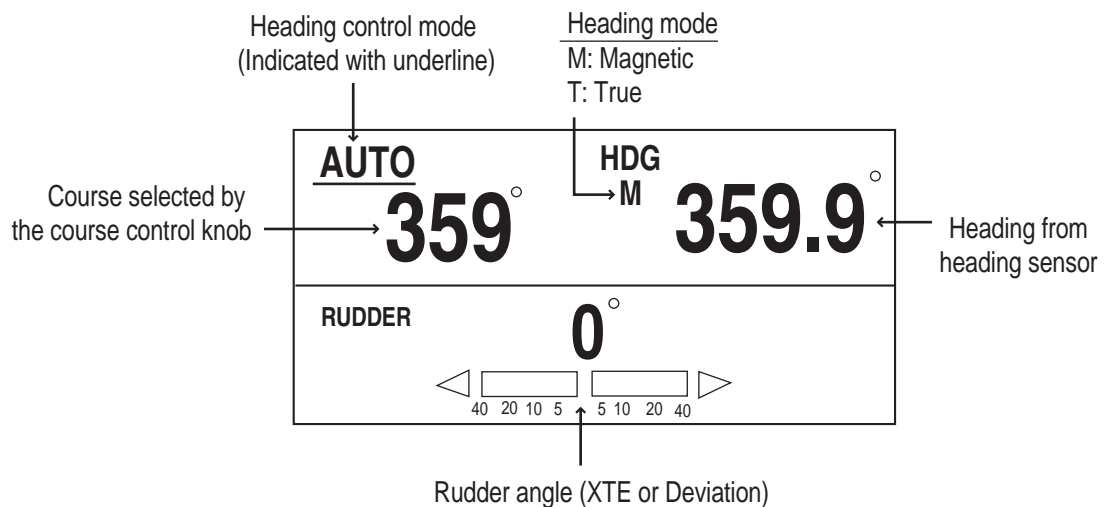 Heading control mode
(Indicated with underline)
Heading mode
M: Magnetic
T: True
AUTO
HDG
M
Course selected by
the course control knob
359°
359.9°
Heading from
heading sensor
RUDDER
0°
40 20 10 5 5 10 20 40
Rudder angle (XTE or Deviation)